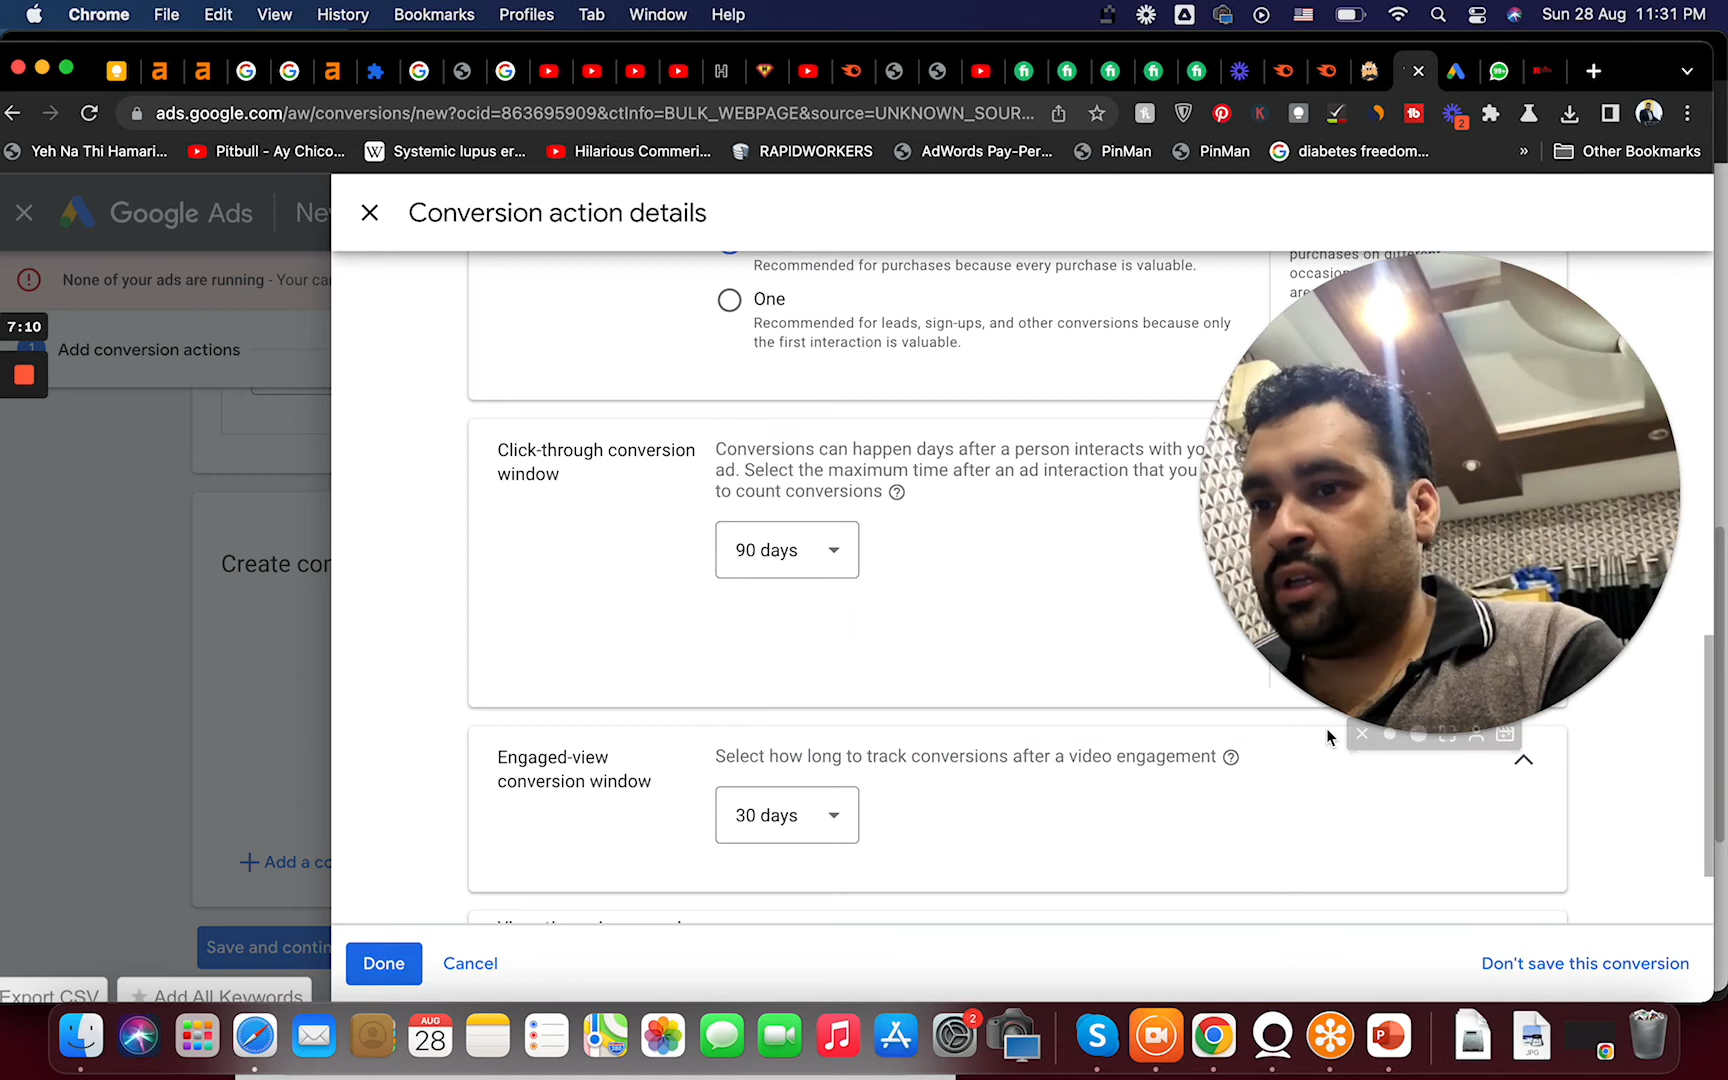 Chrome File Edit View History Bookmarks Profiles Tab Window Help Sun 28 Aug 11:31 PM
99+
ads.google.com/aw/conversions/new?ocid=863695909&ctInfo=BULK_WEBPAGE&source=UNKNOWN_SOUR...
2
Yeh Na Thi Hamari... Pitbull - Ay Chico... Systemic lupus er... Hilarious Commeri... RAPIDWORKERS AdWords Pay-Per... PinMan PinMan diabetes freedom... » Other Bookmarks
Google Ads
Conversion action details
None of your ads are running - Your
7:10
1
Add conversion actions
Recommended for purchases because every purchase is valuable.
purchases on different
One
Recommended for leads, sign-ups, and other conversions because only
the first interaction is valuable.
Click-through conversion
window
Conversions can happen days after a person interacts with
ad. Select the maximum time after an ad interaction that you
to count conversions
90 days
Create
Engaged-view
conversion window
Select how long to track conversions after a video engagement
30 days
Add a
Save and
Done
Cancel
Don't save this conversion
Export CSV
Add All Keywords
AUG
28
2
JPG